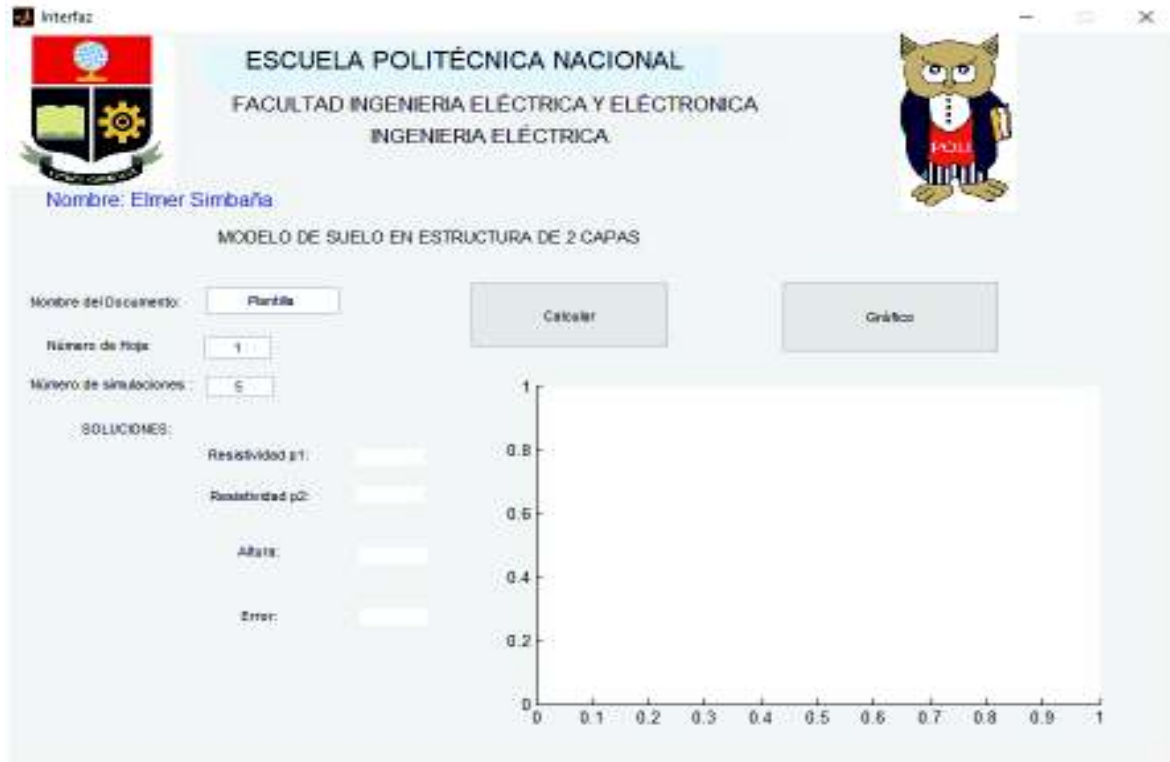 Interfaz
ESCUELA POLITÉCNICA NACIONAL
FACULTAD INGENIERIA ELÉCTRICA Y ELÉCTRONICA
INGENIERIA ELÉCTRICA
POLI
Nombre: Elmer Simbaña
MODELO DE SUELO EN ESTRUCTURA DE 2 CAPAS
Nombre del Documento: Plantilla
Calcular
Gráfico
Número de Hoja: 1
Número de simulaciones : 5
SOLUCIONES:
Resistividad p1:
Resistividad p2:
Altura:
Error:
1
0.8
0.6
0.4
0.2
0
0 0.1 0.2 0.3 0.4 0.5 0.6 0.7 0.8 0.9 1